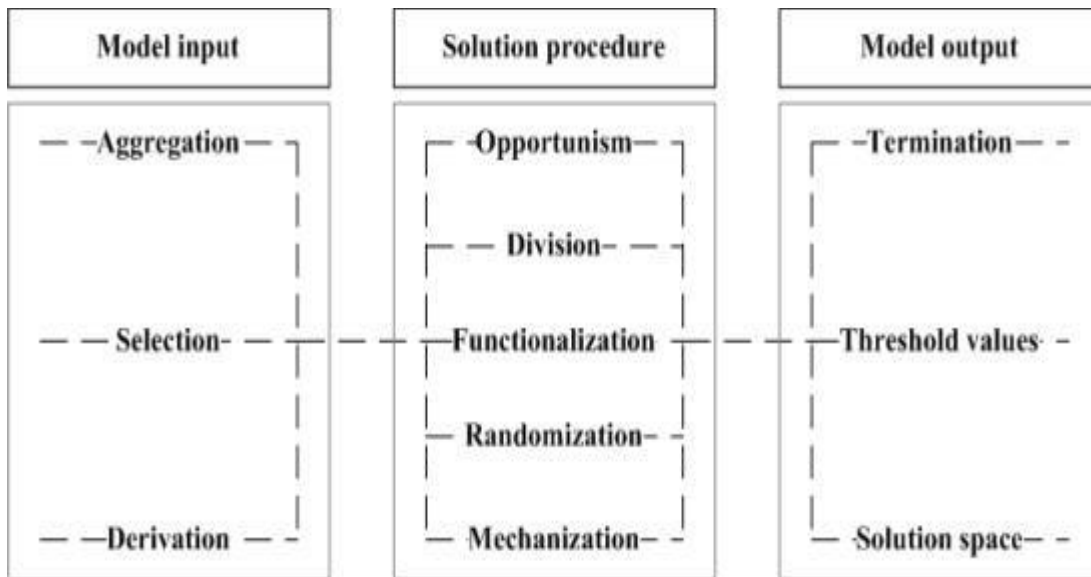 Model input
Solution procedure
Model output
Aggregation
Selection
Derivation
Opportunism
Division
Functionalization
Randomization
Mechanization
Termination
Threshold values
Solution space